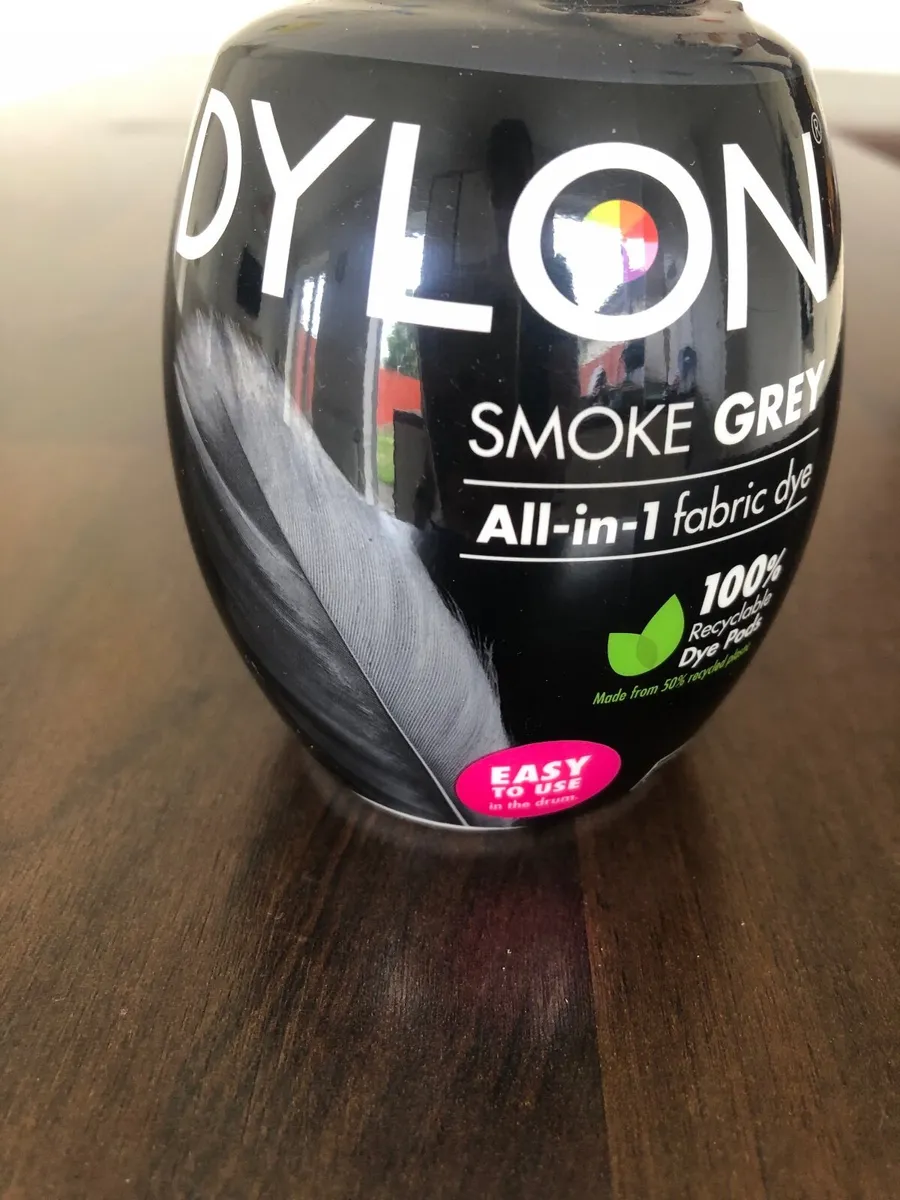 DYLON®
SMOKE GREY
All-in-1 fabric dye
100%
Recyclable
Dye Pods
Made from 50% recycled plastic
EASY
TO USE
in the drum.